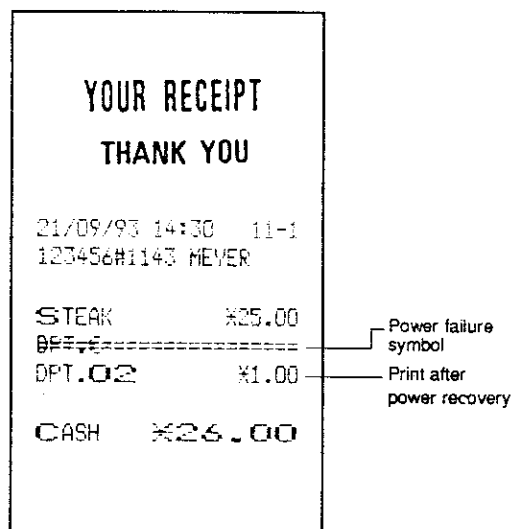 YOUR RECEIPT
THANK YOU
21/09/93 14:30 11-1
123456#1143 MEYER
STEAK ※25.00
Power failure
symbol
DPT.02 ※1.00
Print after
power recovery
CASH ※26.00